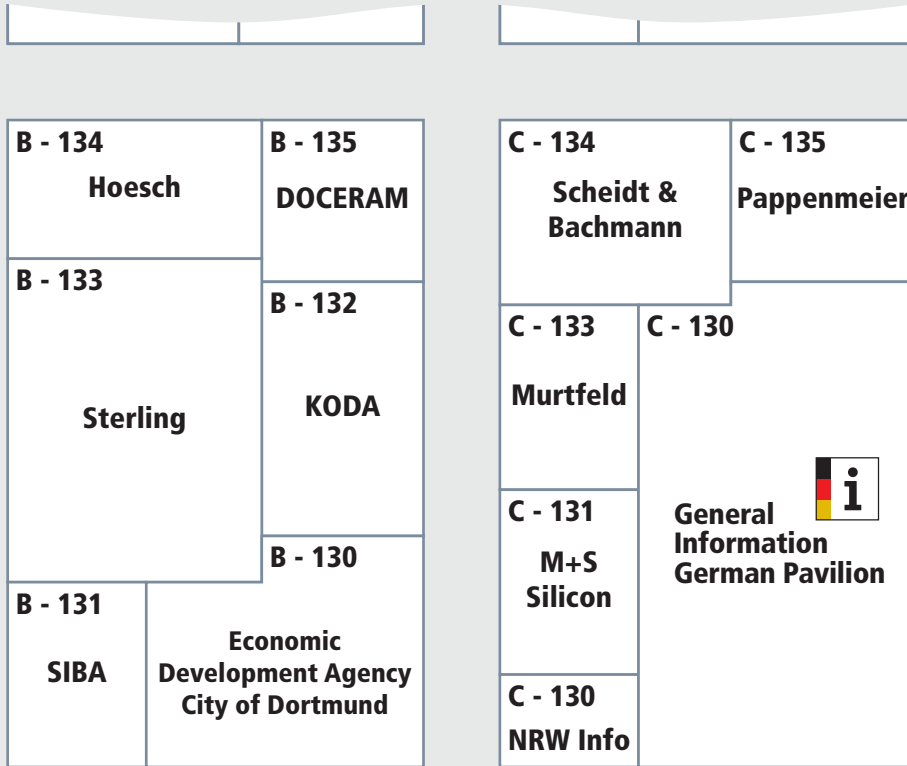 B - 134
Hoesch
B - 135
DOCERAM
B - 133
Sterling
B - 132
KODA
B - 130
Economic
Development Agency
City of Dortmund
B - 131
SIBA
C - 134
Scheidt &
Bachmann
C - 135
Pappenmeier
C - 133
Murtfeld
C - 130
i
General
Information
German Pavilion
C - 131
M+S
Silicon
C - 130
NRW Info